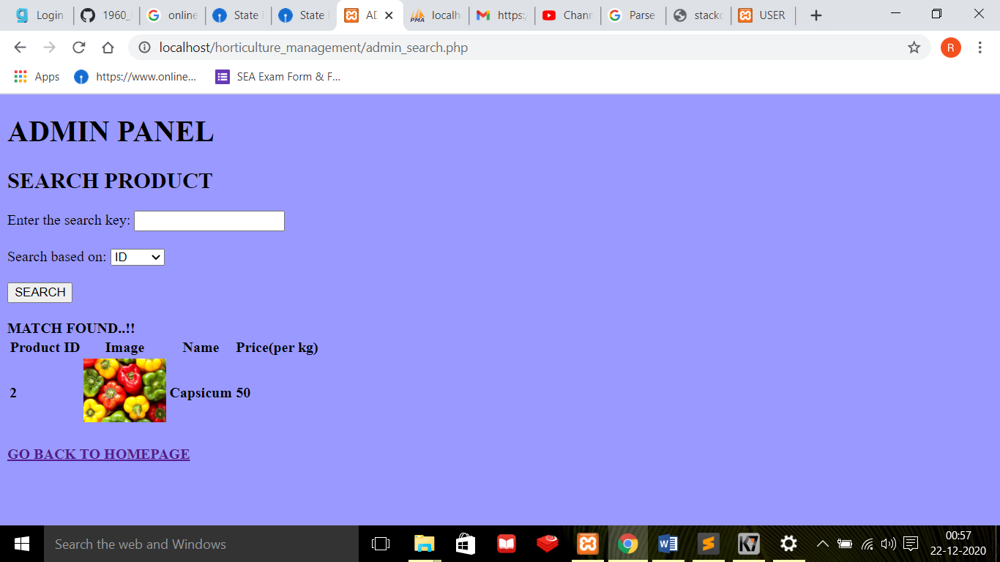 Login
1960_
online
State
State
AD
localh
https:/
Chann
Parse
stack
USER
localhost/horticulture_management/admin_search.php
R
Apps
https://www.online...
SEA Exam Form & F...
ADMIN PANEL
SEARCH PRODUCT
Enter the search key:
Search based on: ID
SEARCH
MATCH FOUND..!!
Product ID Image Name Price(per kg)
2 Capsicum 50
GO BACK TO HOMEPAGE
Search the web and Windows
00:57
22-12-2020